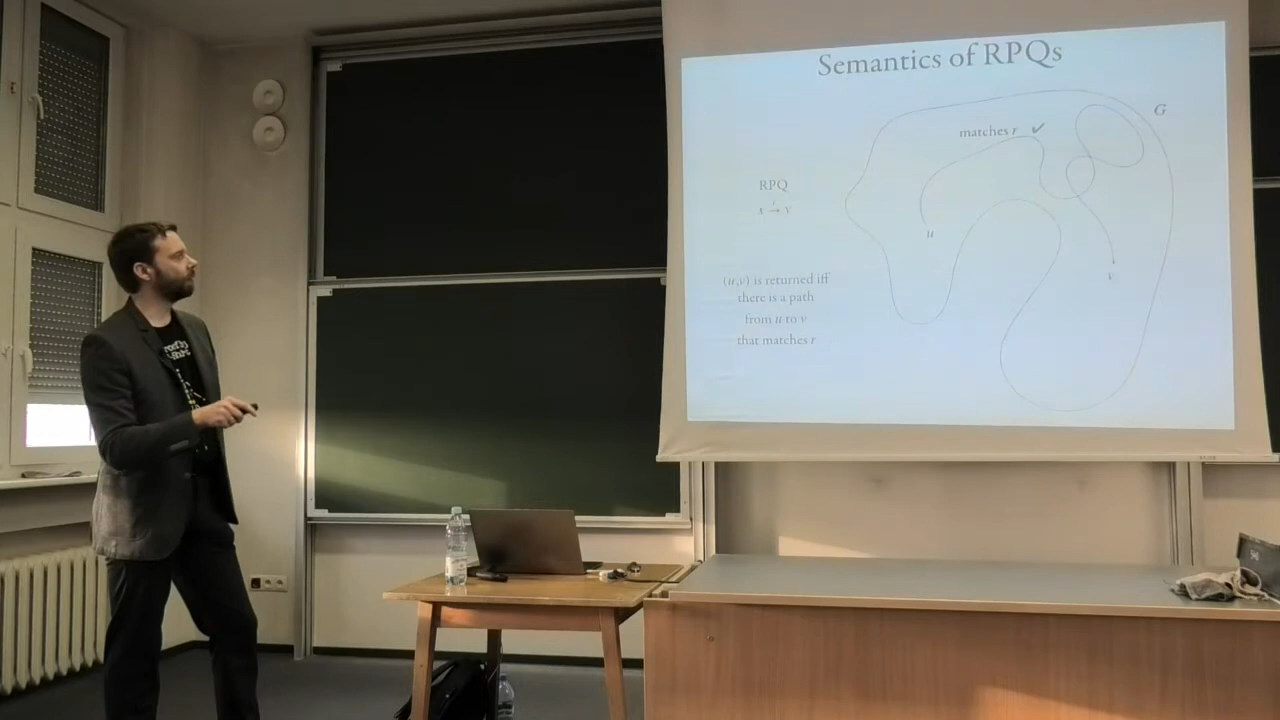 Semantics of RPQs
G
matches r ✓
RPQ
r
x → y
u
v
(u,v) is returned iff
there is a path
from u to v
that matches r